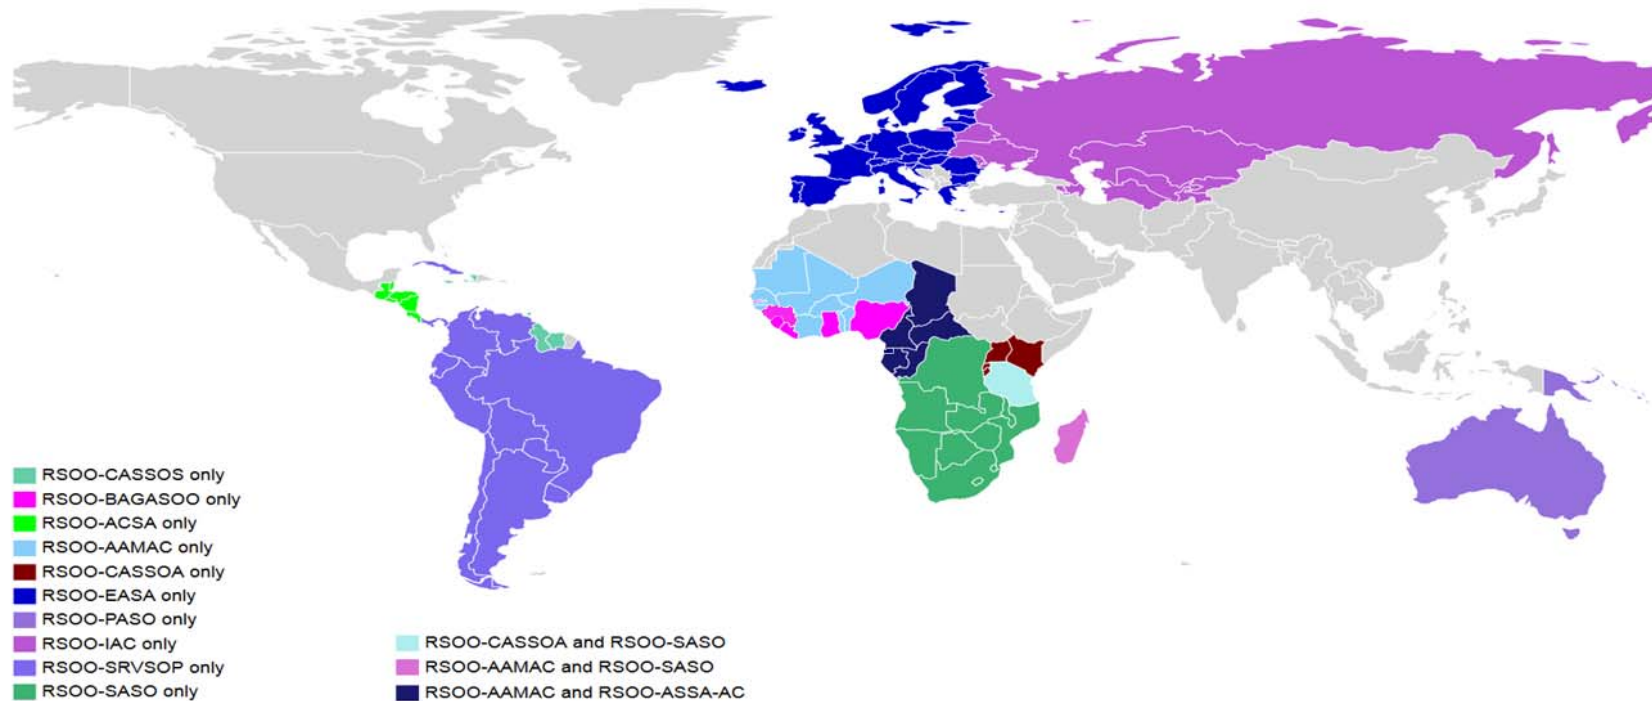 RSOO-CASSOS only
RSOO-BAGASOO only
RSOO-ACSA only
RSOO-AAMAC only
RSOO-CASSOA only
RSOO-EASA only
RSOO-PASO only
RSOO-IAC only
RSOO-SRVSOP only
RSOO-SASO only
RSOO-CASSOA and RSOO-SASO
RSOO-AAMAC and RSOO-SASO
RSOO-AAMAC and RSOO-ASSA-AC